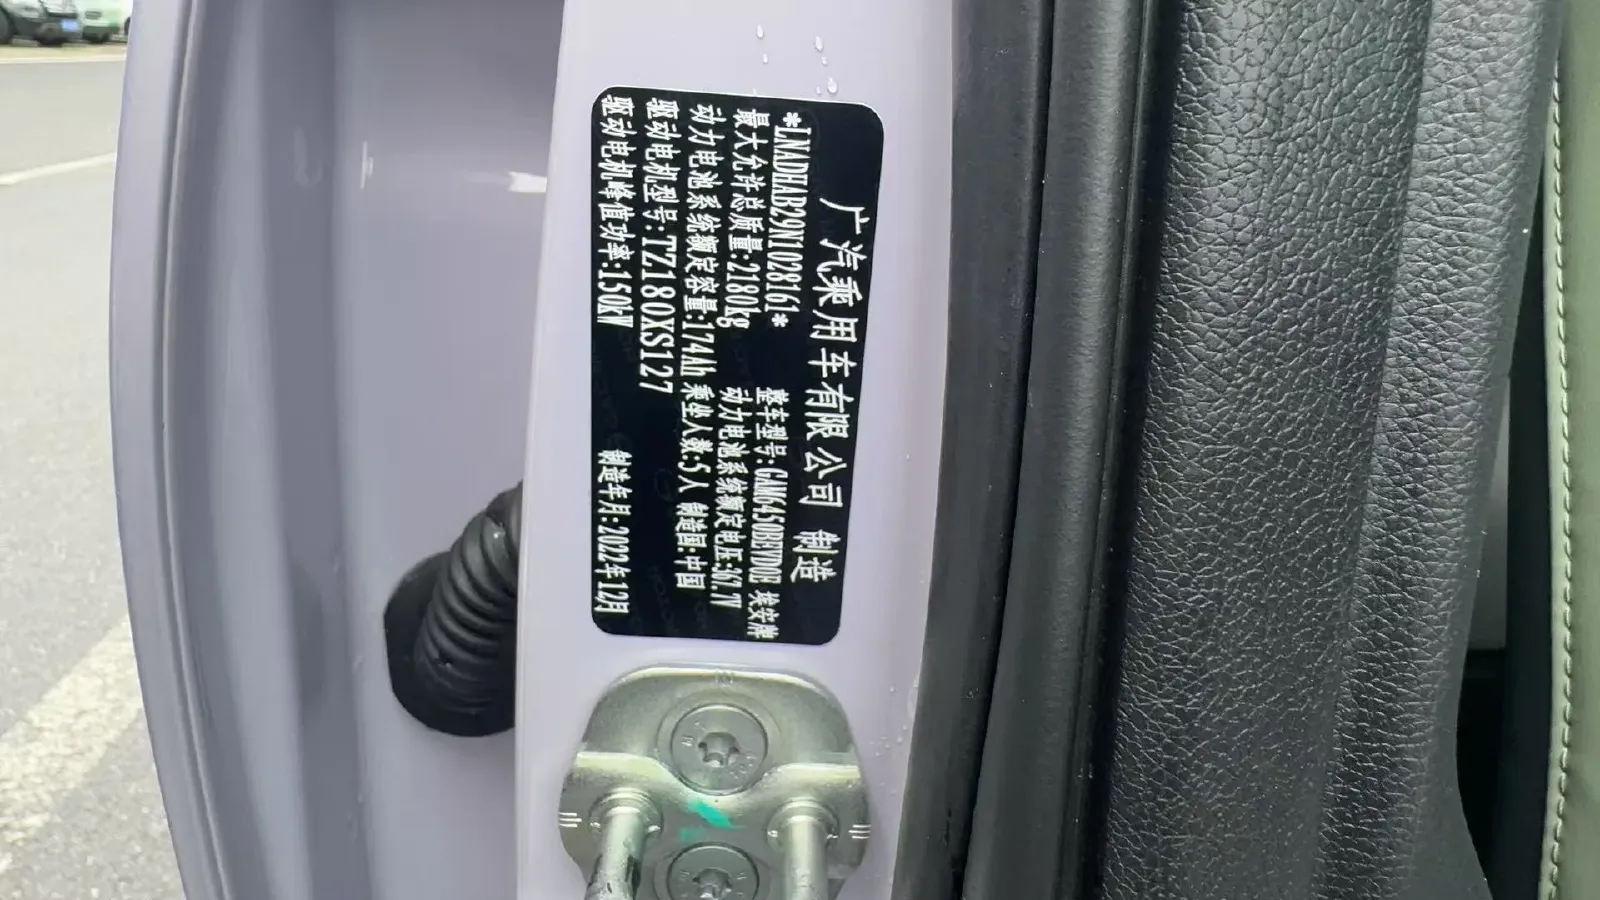 广汽乘用车有限公司 制造
*LNADHAB29N1028161* 整车型号:GAM6450BEVD0E 埃安牌
最大允许总质量:2180kg 动力电池系统额定电压:367.7V
动力电池系统额定容量:174Ah 乘坐人数:5人 制造国:中国
驱动电机型号:TZ180XS127
驱动电机峰值功率:150kW 制造年月:2022年12月